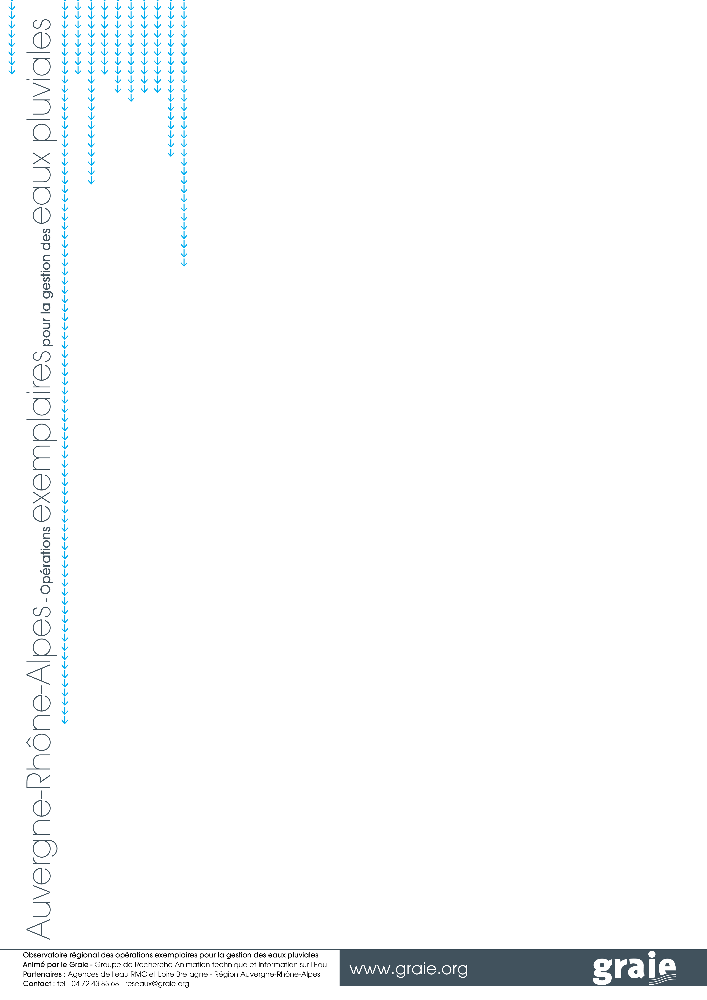 Auvergne-Rhône-Alpes - Opérations exemplaires pour la gestion des eaux pluviales
Observatoire régional des opérations exemplaires pour la gestion des eaux pluviales
Animé par le Graie - Groupe de Recherche Animation technique et Information sur l'Eau
Partenaires : Agences de l'eau RMC et Loire Bretagne - Région Auvergne-Rhône-Alpes
Contact : tel - 04 72 43 83 68 - reseaux@graie.org
www.graie.org
graie